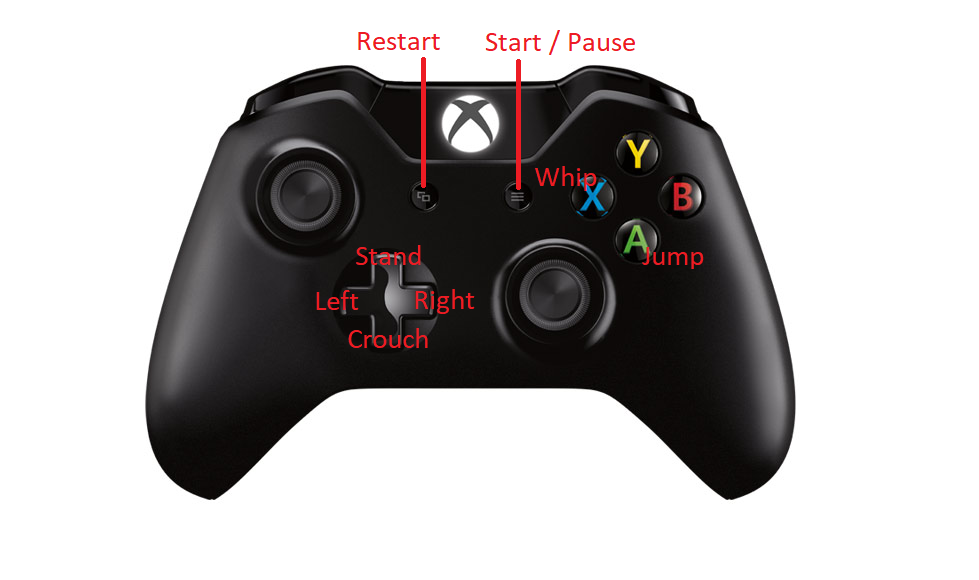 Restart
Start / Pause
Y
Whip
X
B
A
Jump
Stand
Left
Right
Crouch